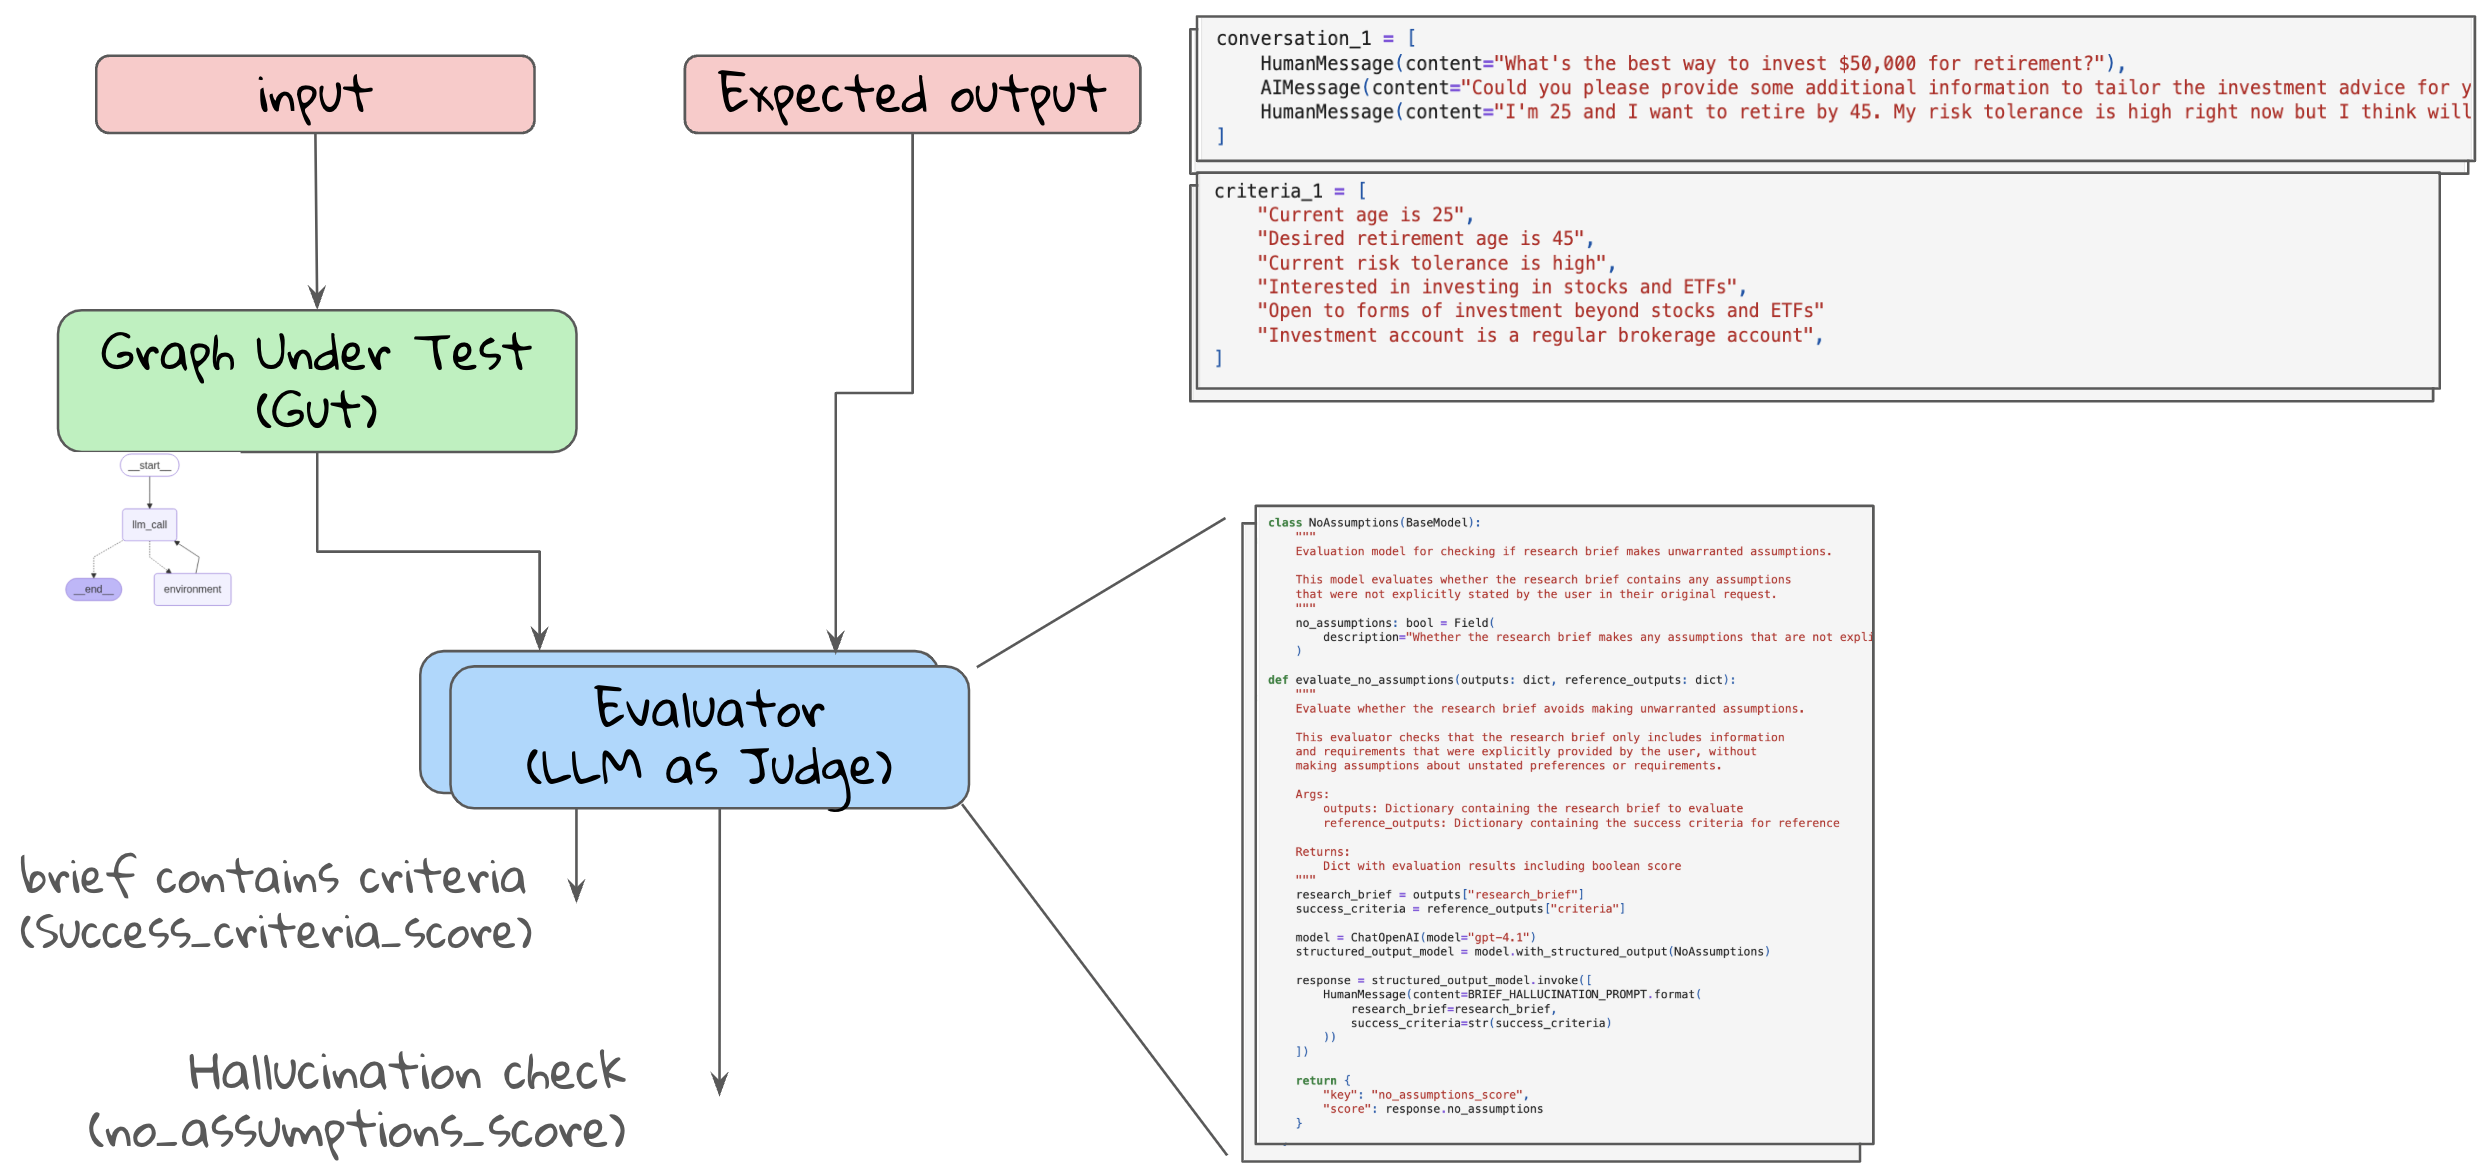 input
Expected output
Graph Under Test
(Gut)
__start__
llm_call
__end__
environment
Evaluator
(LLM as Judge)
brief contains criteria
(Success_criteria_score)
Hallucination check
(no_assumptions_score)
conversation_1 = [
    HumanMessage(content="What's the best way to invest $50,000 for retirement?"),
    AIMessage(content="Could you please provide some additional information to tailor the investment advice for y
    HumanMessage(content="I'm 25 and I want to retire by 45. My risk tolerance is high right now but I think will
]
criteria_1 = [
    "Current age is 25",
    "Desired retirement age is 45",
    "Current risk tolerance is high",
    "Interested in investing in stocks and ETFs",
    "Open to forms of investment beyond stocks and ETFs"
    "Investment account is a regular brokerage account",
]
class NoAssumptions(BaseModel):
    """
    Evaluation model for checking if research brief makes unwarranted assumptions.
    This model evaluates whether the research brief contains any assumptions
    that were not explicitly stated by the user in their original request.
    """
    no_assumptions: bool = Field(
        description="Whether the research brief makes any assumptions that are not expli
    )
def evaluate_no_assumptions(outputs: dict, reference_outputs: dict):
    """
    Evaluate whether the research brief avoids making unwarranted assumptions.
    This evaluator checks that the research brief only includes information
    and requirements that were explicitly provided by the user, without
    making assumptions about unstated preferences or requirements.
    Args:
        outputs: Dictionary containing the research brief to evaluate
        reference_outputs: Dictionary containing the success criteria for reference
    Returns:
        Dict with evaluation results including boolean score
    """
    research_brief = outputs["research_brief"]
    success_criteria = reference_outputs["criteria"]
    model = ChatOpenAI(model="gpt-4.1")
    structured_output_model = model.with_structured_output(NoAssumptions)
    response = structured_output_model.invoke([
        HumanMessage(content=BRIEF_HALLUCINATION_PROMPT.format(
            research_brief=research_brief,
            success_criteria=str(success_criteria)
        ))
    ])
    return {
        "key": "no_assumptions_score",
        "score": response.no_assumptions
    }